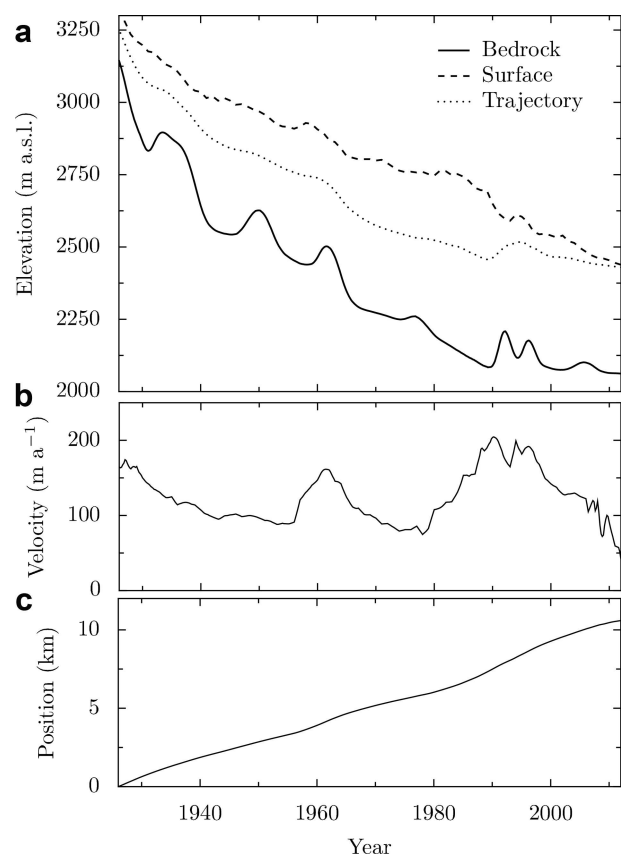 a
3250
3000
2750
2500
2250
2000
Elevation (m a.s.l.)
Bedrock
Surface
Trajectory
b
200
100
0
Velocity (m a⁻¹)
c
10
5
0
Position (km)
1940 1960 1980 2000
Year